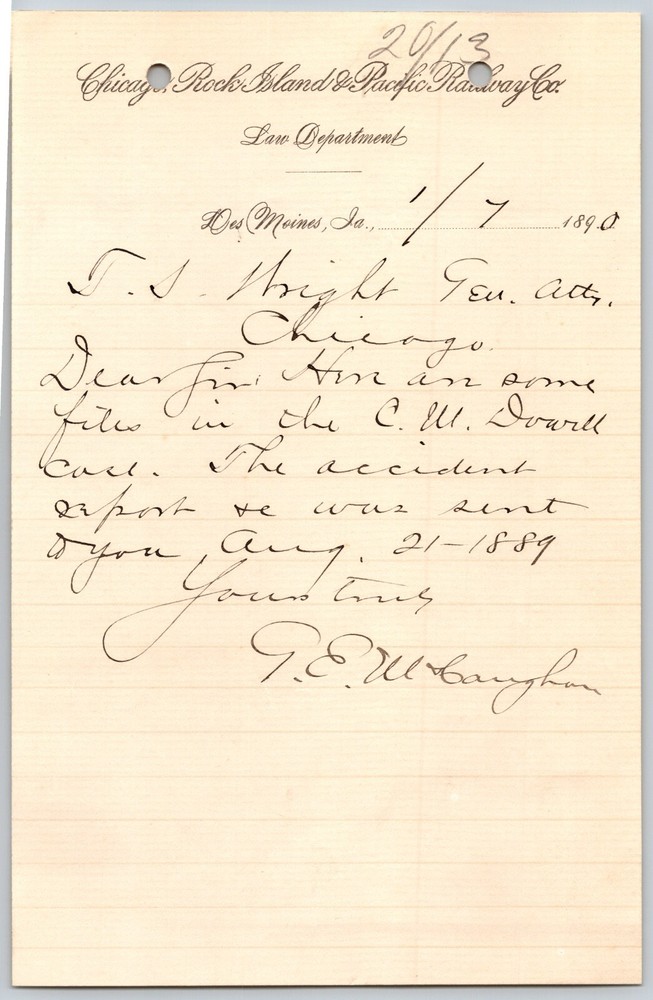 20/13
Chicago, Rock Island & Pacific Railway Co.
Law Department
Des Moines, Ia., 1/7 1890
T. S. Wright Gen. Atty.
Chicago.
Dear Sir: Here are some
files in the C. M. Dowell
case. The accident
report &c was sent
to you Aug. 21-1889
Yours truly
G. E. McCaughan